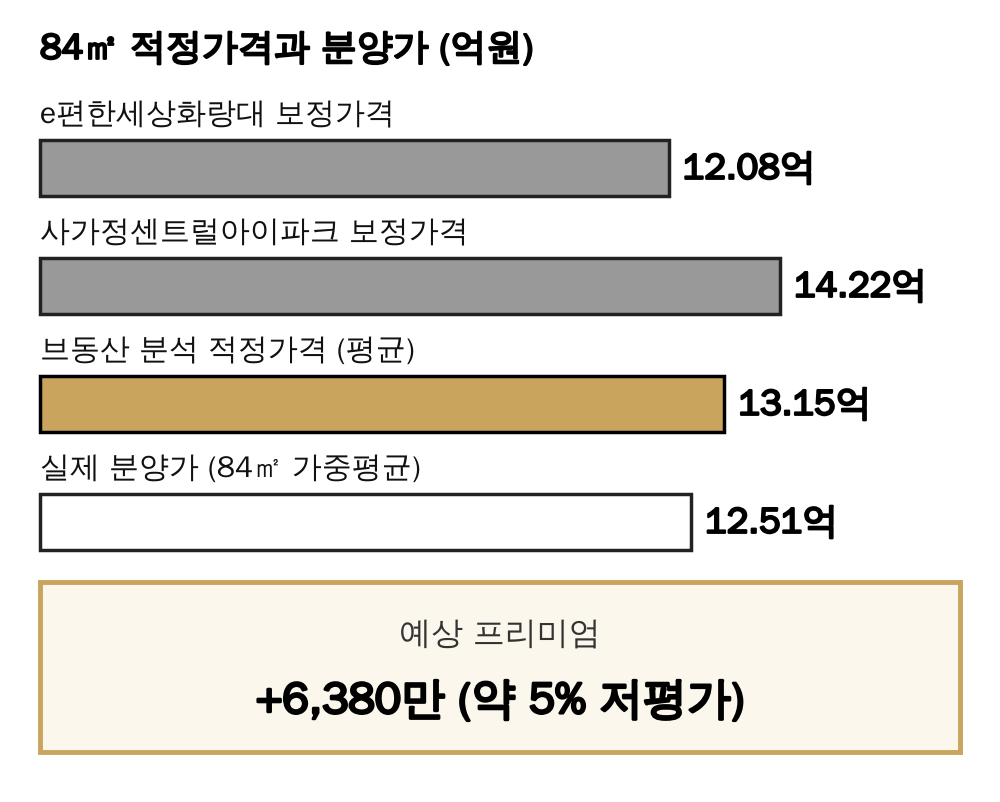 84㎡ 적정가격과 분양가 (억원)
e편한세상화랑대 보정가격
12.08억
사가정센트럴아이파크 보정가격
14.22억
브동산 분석 적정가격 (평균)
13.15억
실제 분양가 (84㎡ 가중평균)
12.51억
예상 프리미엄
+6,380만 (약 5% 저평가)